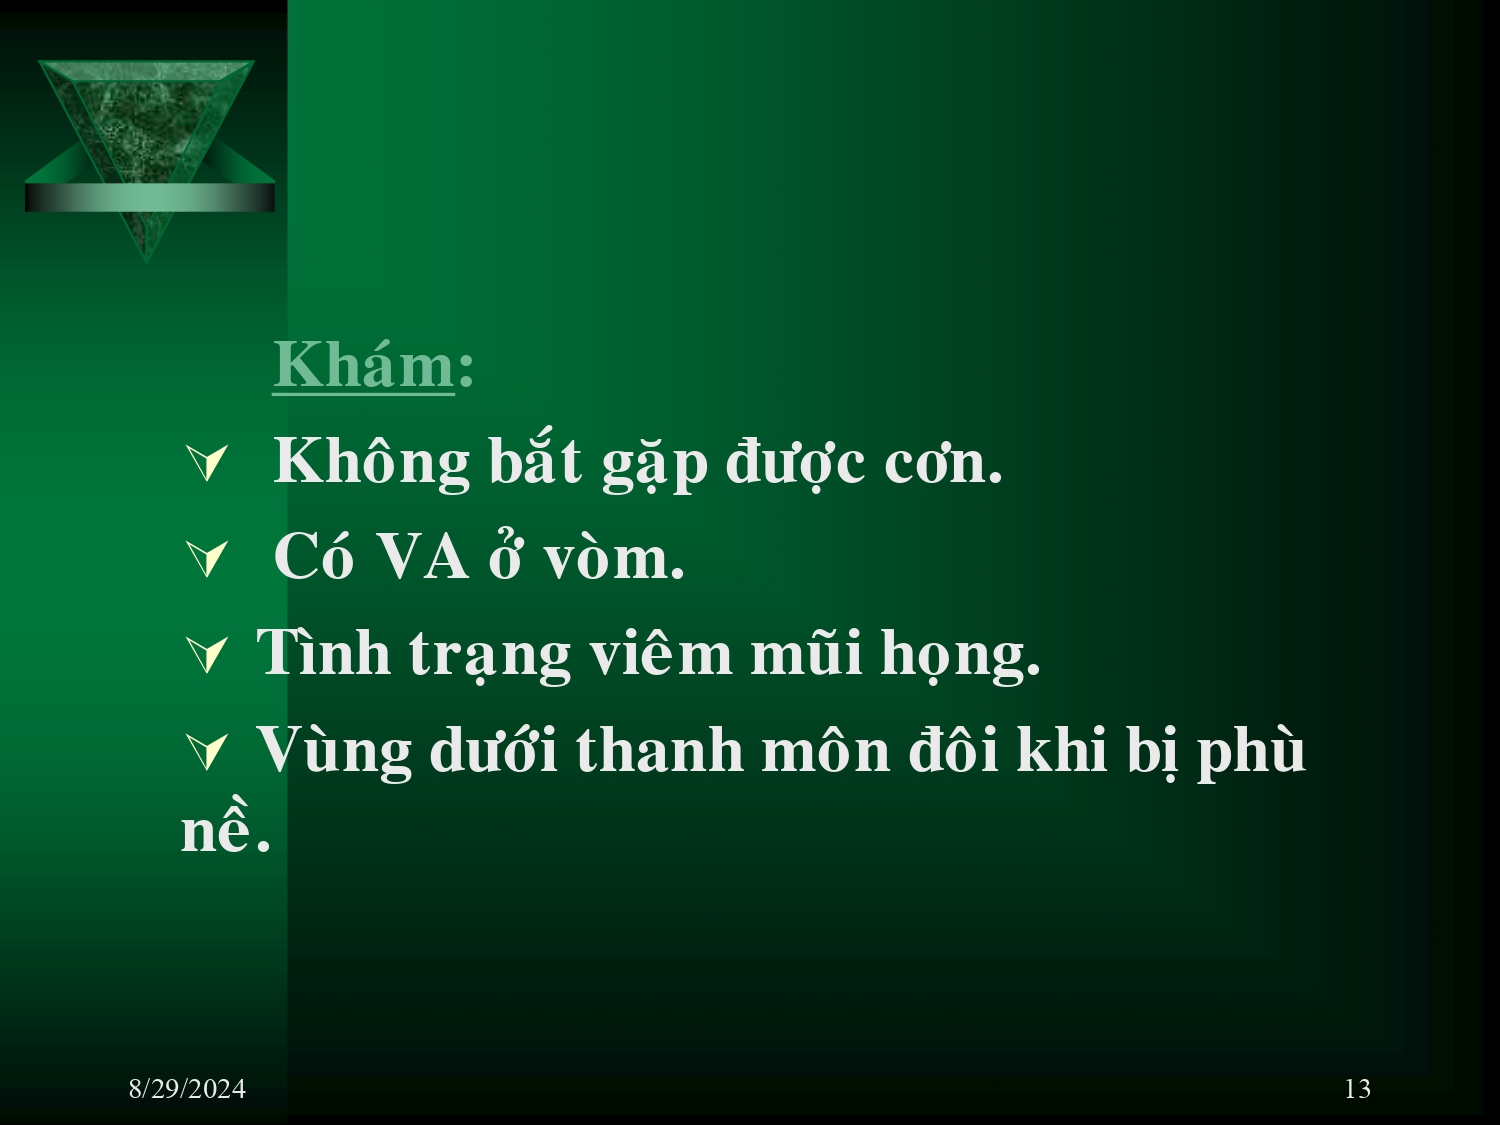 Khám:
Không bắt gặp được cơn.
Có VA ở vòm.
Tình trạng viêm mũi họng.
Vùng dưới thanh môn đôi khi bị phù
nề.
8/29/2024
13